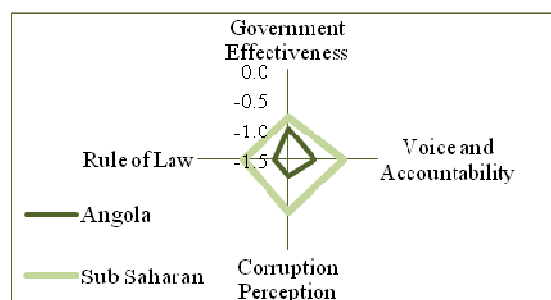 Government
Effectiveness
0.0
-0.5
-1.0
-1.5
Rule of Law
Voice and
Accountability
Angola
Sub Saharan
Corruption
Perception